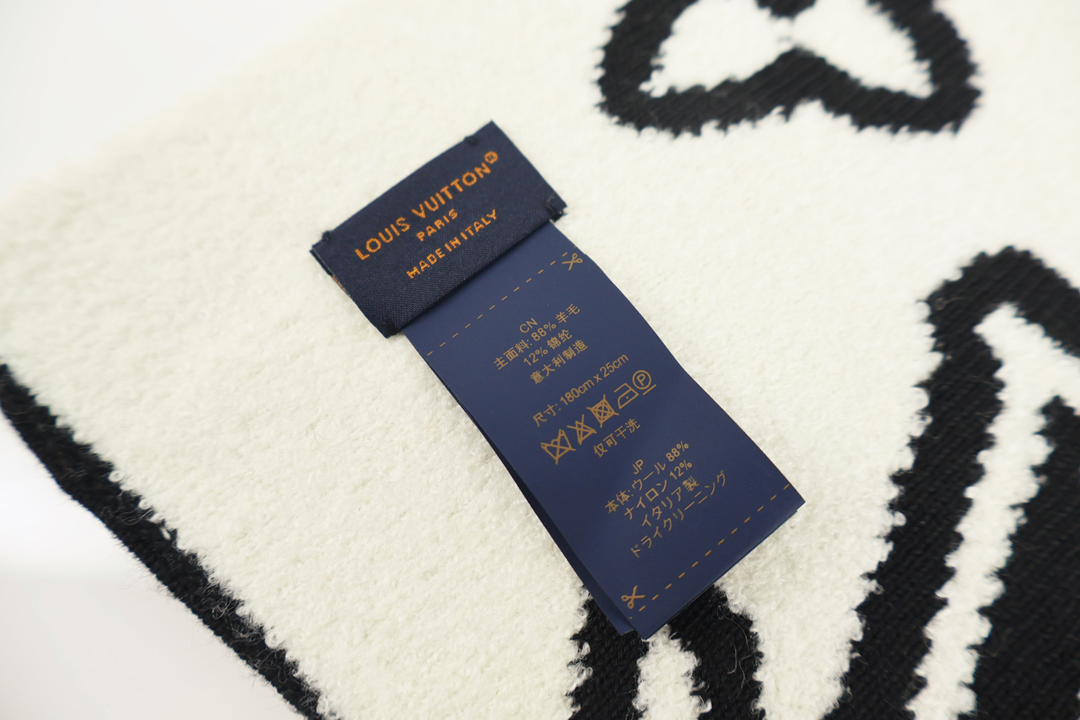 LOUIS VUITTON
PARIS
MADE IN ITALY
CN
主面料: 88% 羊毛
12% 锦纶
意大利制造
尺寸: 180cm x 25cm
P
仅可干洗
JP
本体:ウール 88%
ナイロン 12%
イタリア製
ドライクリーニング